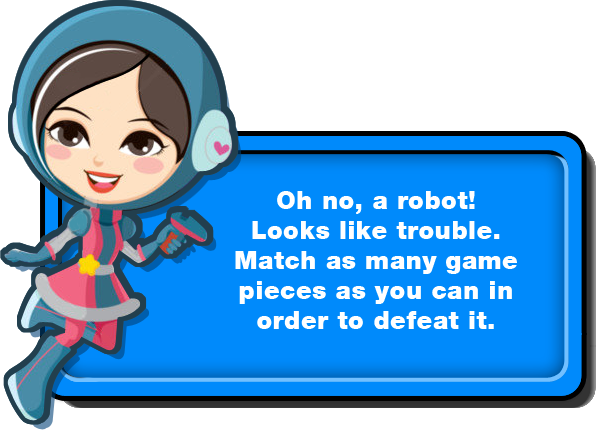 Oh no, a robot!
Looks like trouble.
Match as many game
pieces as you can in
order to defeat it.